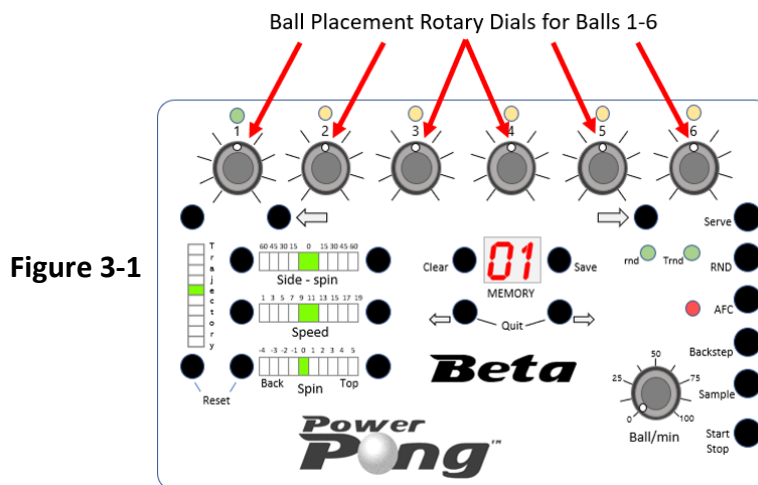 Ball Placement Rotary Dials for Balls 1-6
1 2 3 4 5 6
Serve
Figure 3-1
Trajectory
60 45 30 15 0 15 30 45 60
Side - spin
Clear
01
Save
MEMORY
rnd
Trnd
RND
1 3 5 7 9 11 13 15 17 19
Speed
Quit
AFC
-4 -3 -2 -1 0 1 2 3 4 5
Back
Spin
Top
Reset
Beta
Backstep
Sample
0 25 50 75 100
Ball/min
Start
Stop
Power
Pong™